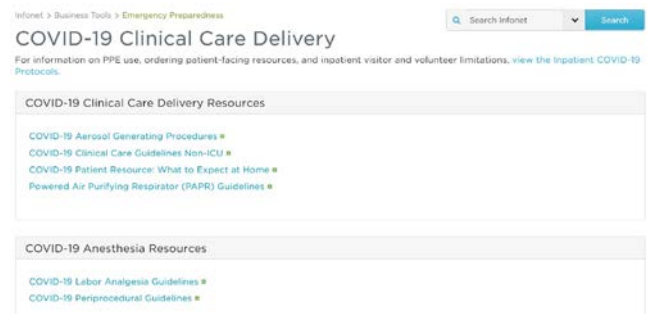 Infonet > Business Tools > Emergency Preparedness
Search Infonet
Search
COVID-19 Clinical Care Delivery
For information on PPE use, ordering patient-facing resources, and inpatient visitor and volunteer limitations, view the Inpatient COVID-19
Protocols.
COVID-19 Clinical Care Delivery Resources
COVID-19 Aerosol Generating Procedures
COVID-19 Clinical Care Guidelines Non-ICU
COVID-19 Patient Resource: What to Expect at Home
Powered Air Purifying Respirator (PAPR) Guidelines
COVID-19 Anesthesia Resources
COVID-19 Labor Analgesia Guidelines
COVID-19 Periprocedural Guidelines